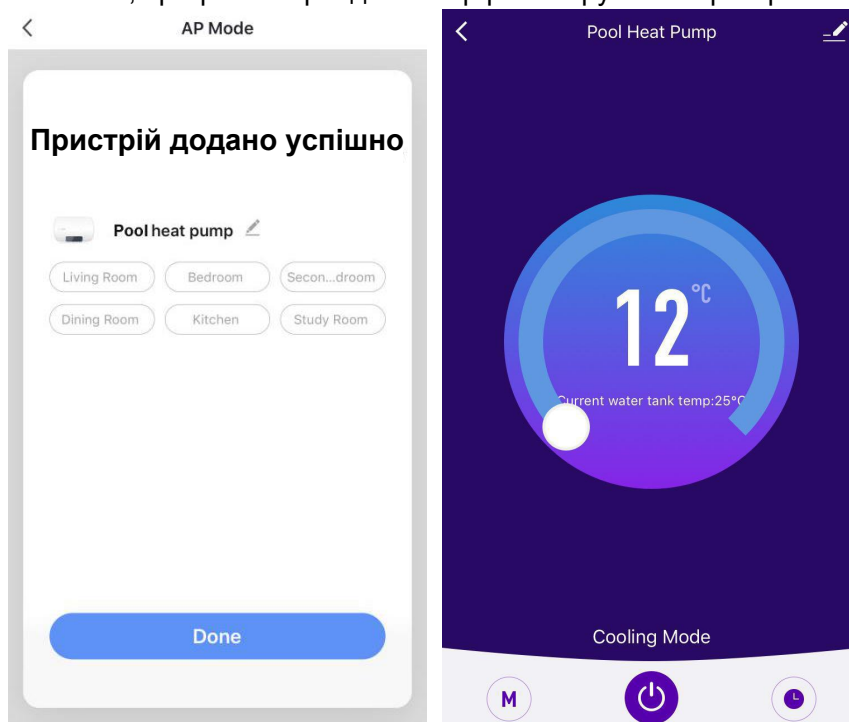 AP Mode
Пристрій додано успішно
Pool heat pump
Living Room
Bedroom
Secon...droom
Dining Room
Kitchen
Study Room
Done
Pool Heat Pump
12°C
Current water tank temp:25°C
Cooling Mode
M